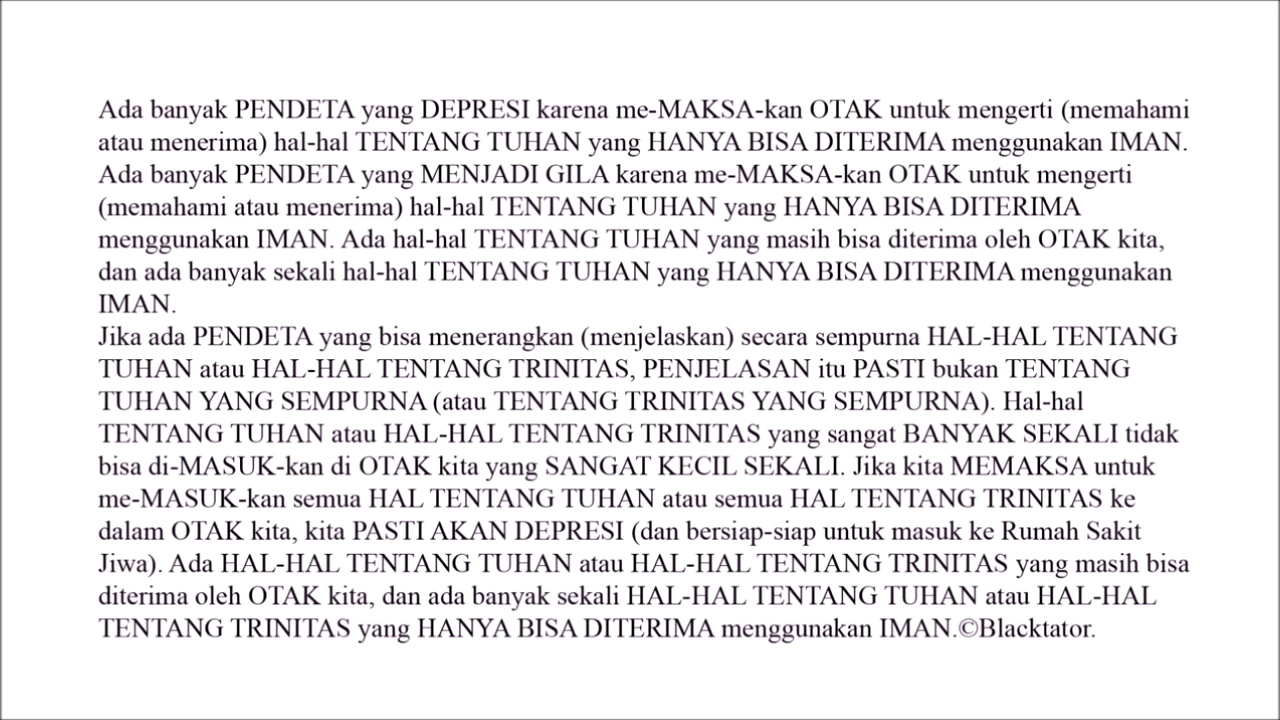 Ada banyak PENDETA yang DEPRESI karena me-MAKSA-kan OTAK untuk mengerti (memahami
atau menerima) hal-hal TENTANG TUHAN yang HANYA BISA DITERIMA menggunakan IMAN.
Ada banyak PENDETA yang MENJADI GILA karena me-MAKSA-kan OTAK untuk mengerti
(memahami atau menerima) hal-hal TENTANG TUHAN yang HANYA BISA DITERIMA
menggunakan IMAN. Ada hal-hal TENTANG TUHAN yang masih bisa diterima oleh OTAK kita,
dan ada banyak sekali hal-hal TENTANG TUHAN yang HANYA BISA DITERIMA menggunakan
IMAN.
Jika ada PENDETA yang bisa menerangkan (menjelaskan) secara sempurna HAL-HAL TENTANG
TUHAN atau HAL-HAL TENTANG TRINITAS, PENJELASAN itu PASTI bukan TENTANG
TUHAN YANG SEMPURNA (atau TENTANG TRINITAS YANG SEMPURNA). Hal-hal
TENTANG TUHAN atau HAL-HAL TENTANG TRINITAS yang sangat BANYAK SEKALI tidak
bisa di-MASUK-kan di OTAK kita yang SANGAT KECIL SEKALI. Jika kita MEMAKSA untuk
me-MASUK-kan semua HAL TENTANG TUHAN atau semua HAL TENTANG TRINITAS ke
dalam OTAK kita, kita PASTI AKAN DEPRESI (dan bersiap-siap untuk masuk ke Rumah Sakit
Jiwa). Ada HAL-HAL TENTANG TUHAN atau HAL-HAL TENTANG TRINITAS yang masih bisa
diterima oleh OTAK kita, dan ada banyak sekali HAL-HAL TENTANG TUHAN atau HAL-HAL
TENTANG TRINITAS yang HANYA BISA DITERIMA menggunakan IMAN.©Blacktator.